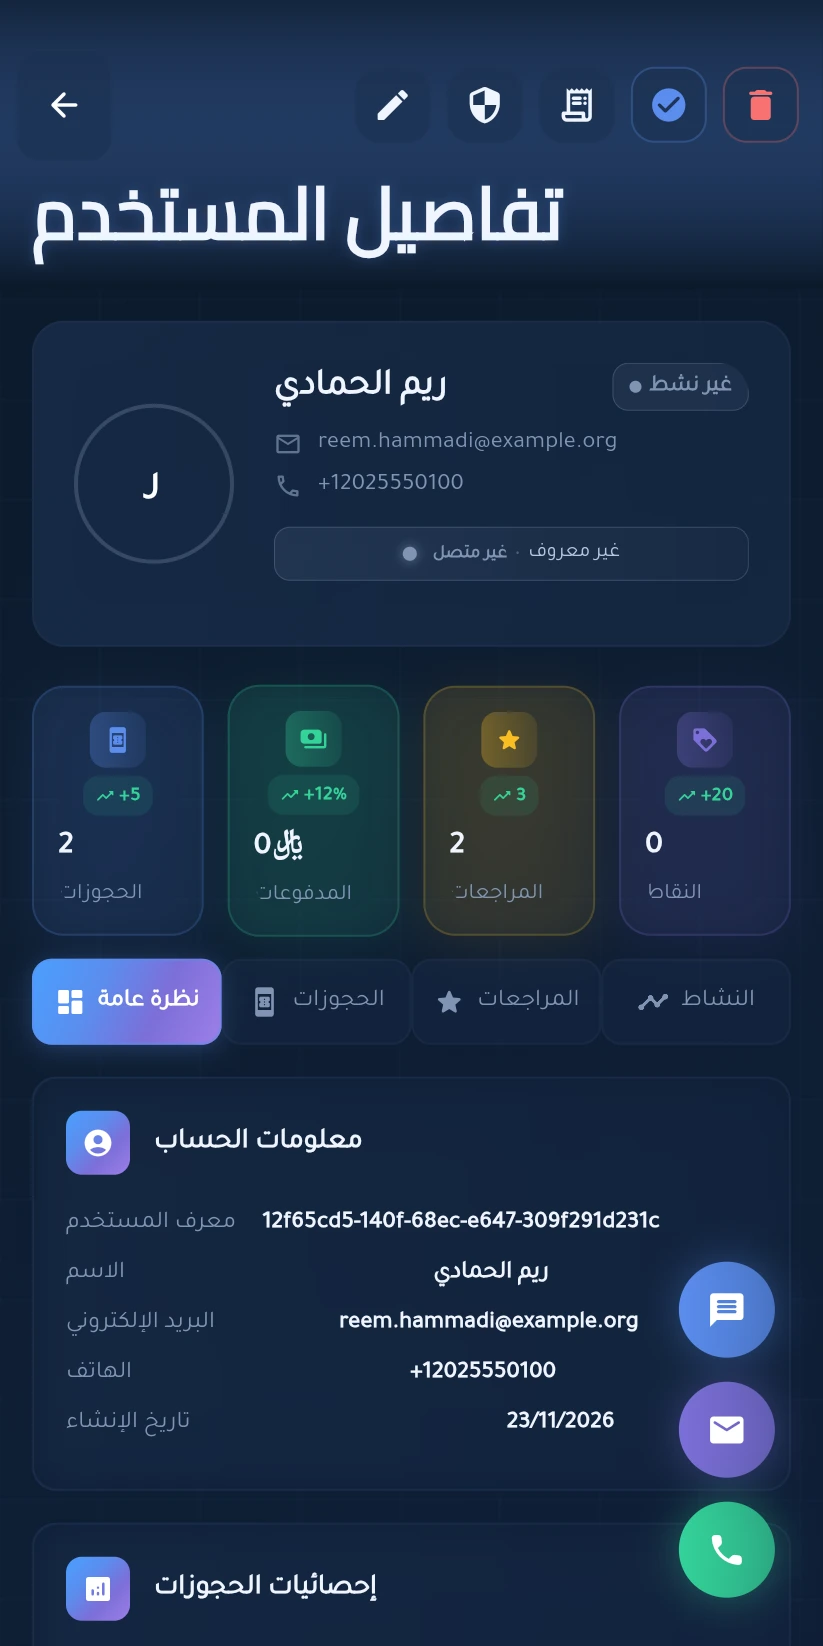 تفاصيل المستخدم
ر
ريم الحمادي
غير نشط
reem.hammadi@example.org
+12025550100
غير متصل · غير معروف
+5
2
الحجوزات
+12%
0﷼
المدفوعات
3
2
المراجعات
+20
0
النقاط
نظرة عامة
الحجوزات
المراجعات
النشاط
معلومات الحساب
معرف المستخدم 12f65cd5-140f-68ec-e647-309f291d231c
الاسم ريم الحمادي
البريد الإلكتروني reem.hammadi@example.org
الهاتف +12025550100
تاريخ الإنشاء 23/11/2026
إحصائيات الحجوزات